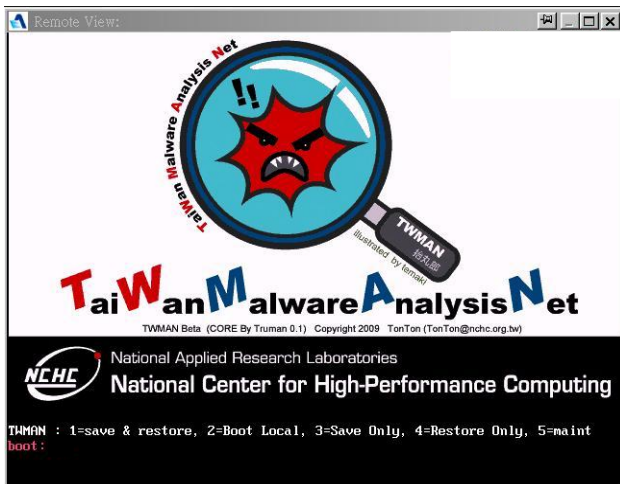 Remote View:
TaiWan Malware Analysis Net
!!
TWMAN
illustrated by temaki
TaiWanMalwareAnalysisNet
TWMAN Beta (CORE By Truman 0.1) Copyright 2009 TonTon (TonTon@nchc.org.tw)
NCHC
National Applied Research Laboratories
National Center for High-Performance Computing
TWMAN : 1=save & restore, 2=Boot Local, 3=Save Only, 4=Restore Only, 5=maint
boot: